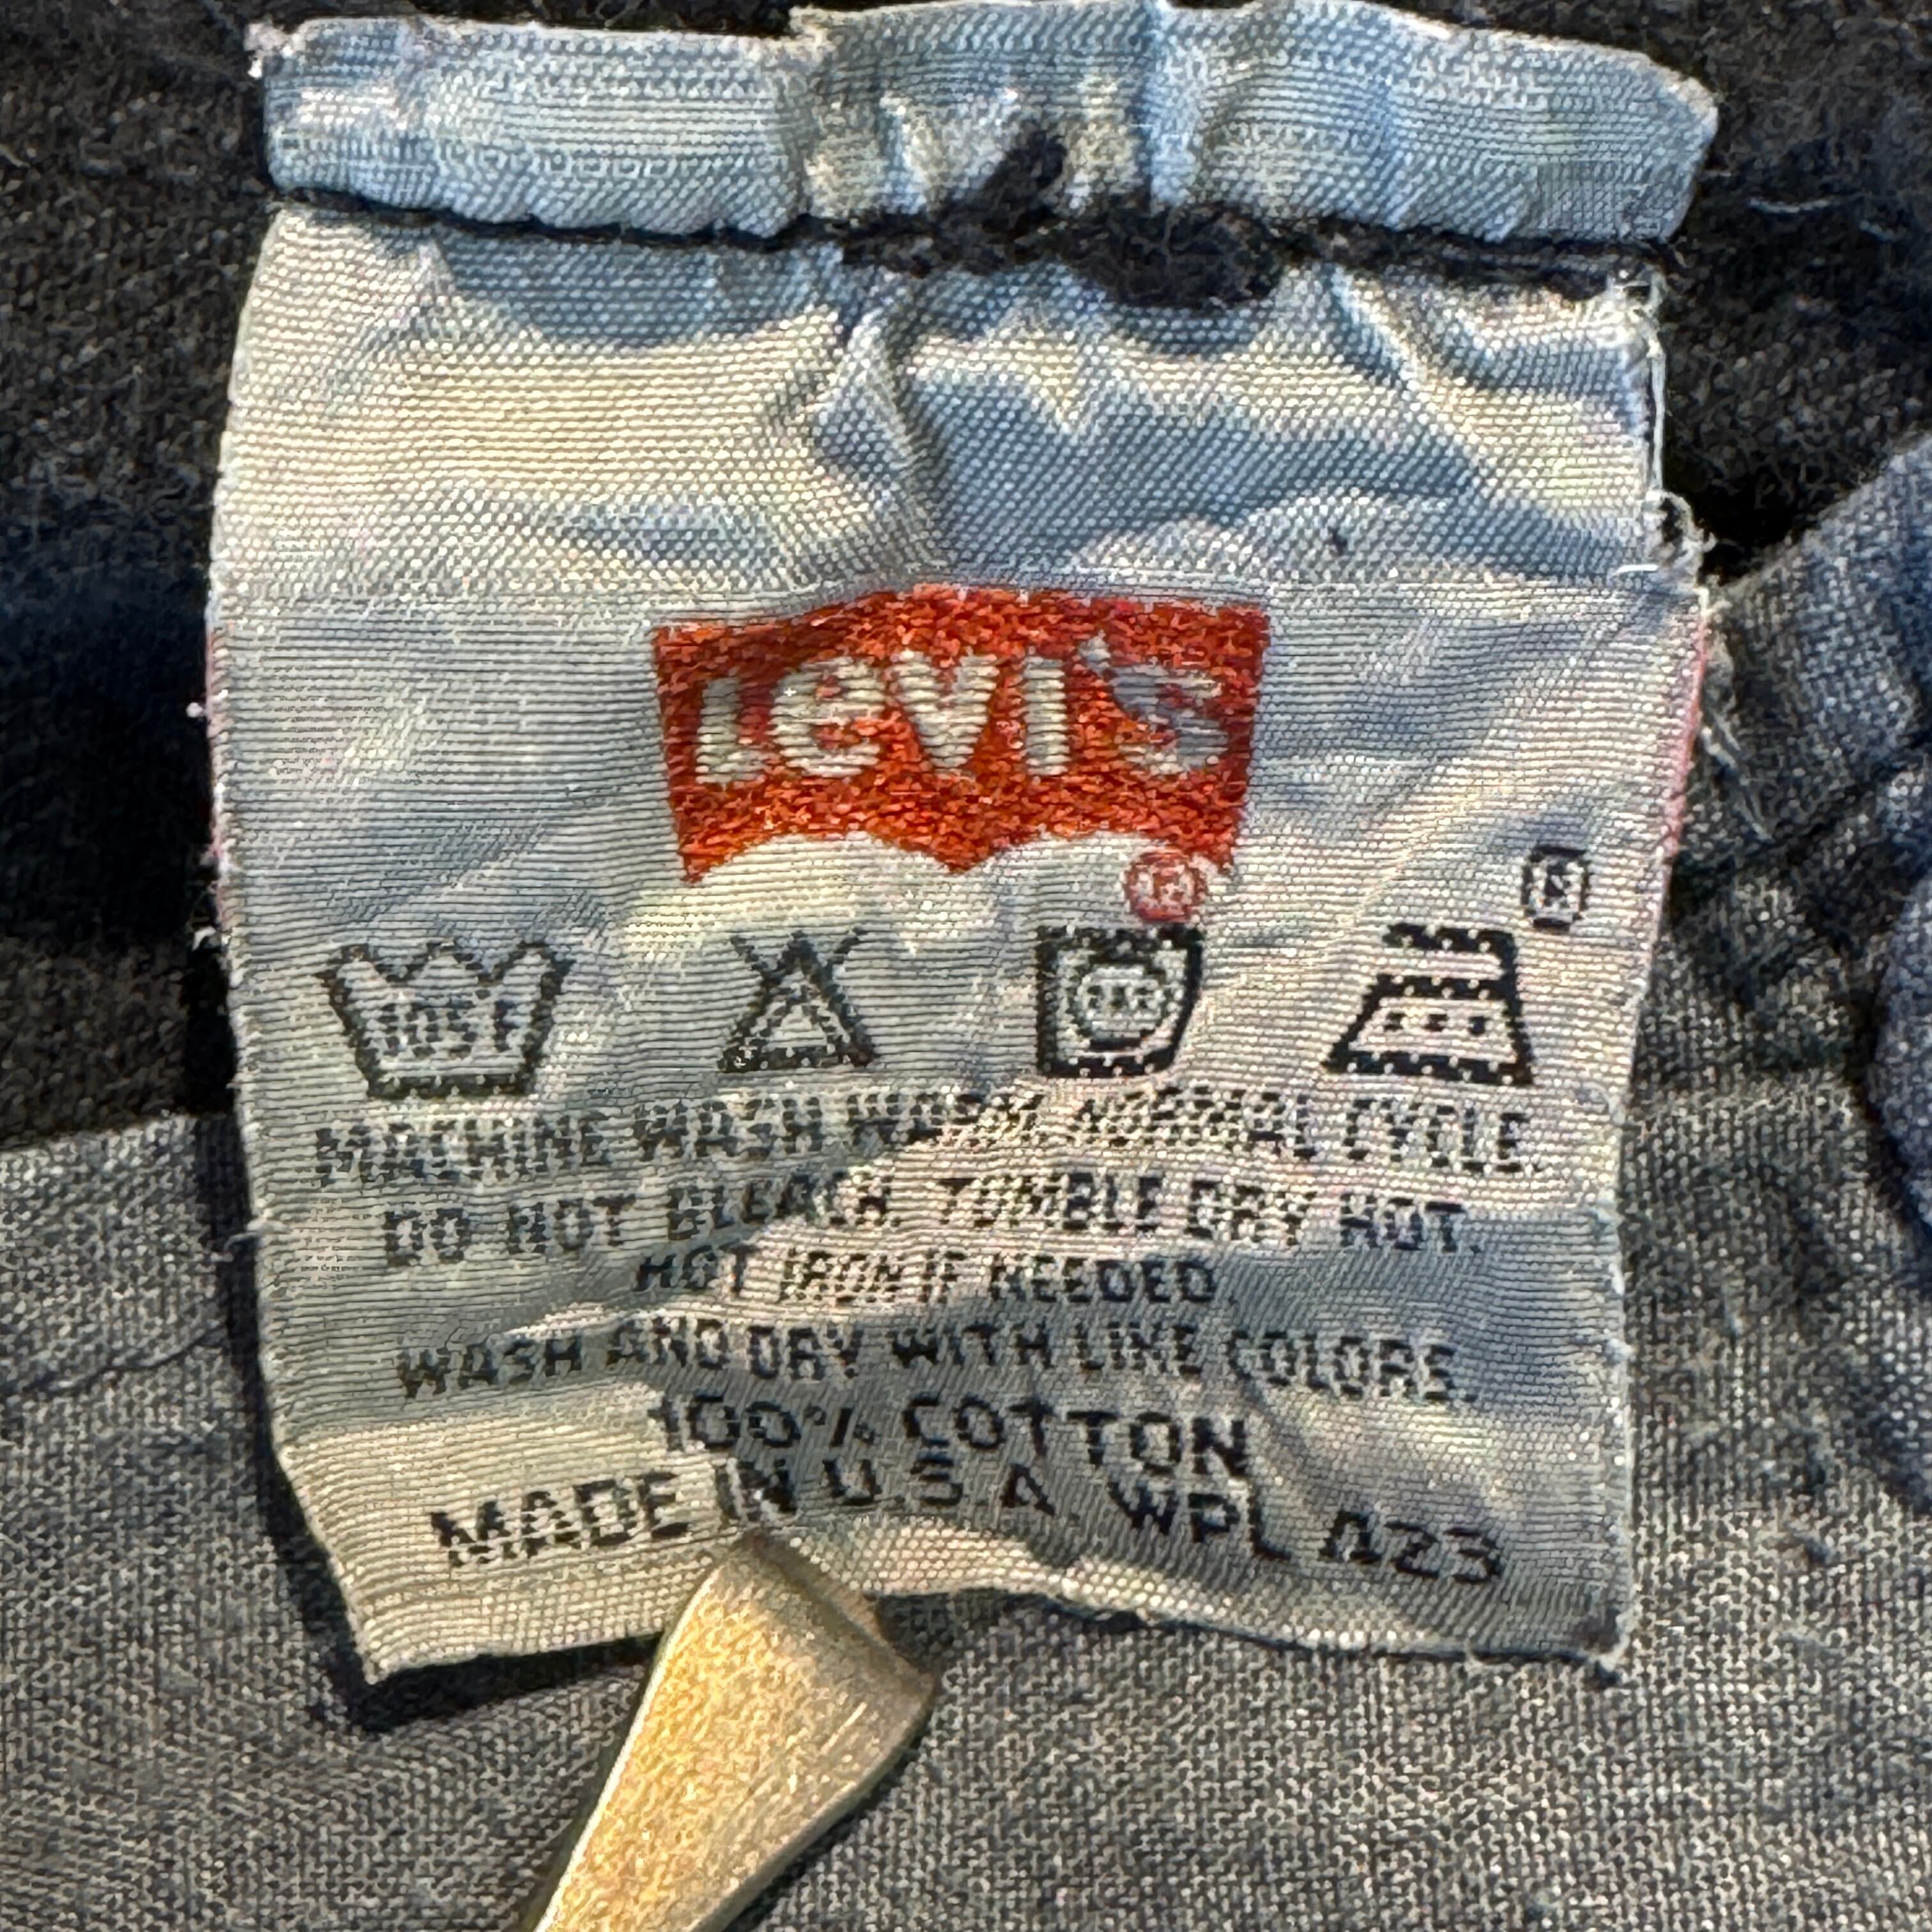 Levi's
®
®
105F
MACHINE WASH WARM. NORMAL CYCLE.
DO NOT BLEACH. TUMBLE DRY HOT.
HOT IRON IF NEEDED
WASH AND DRY WITH LIKE COLORS.
100% COTTON
MADE IN U.S.A. WPL 423